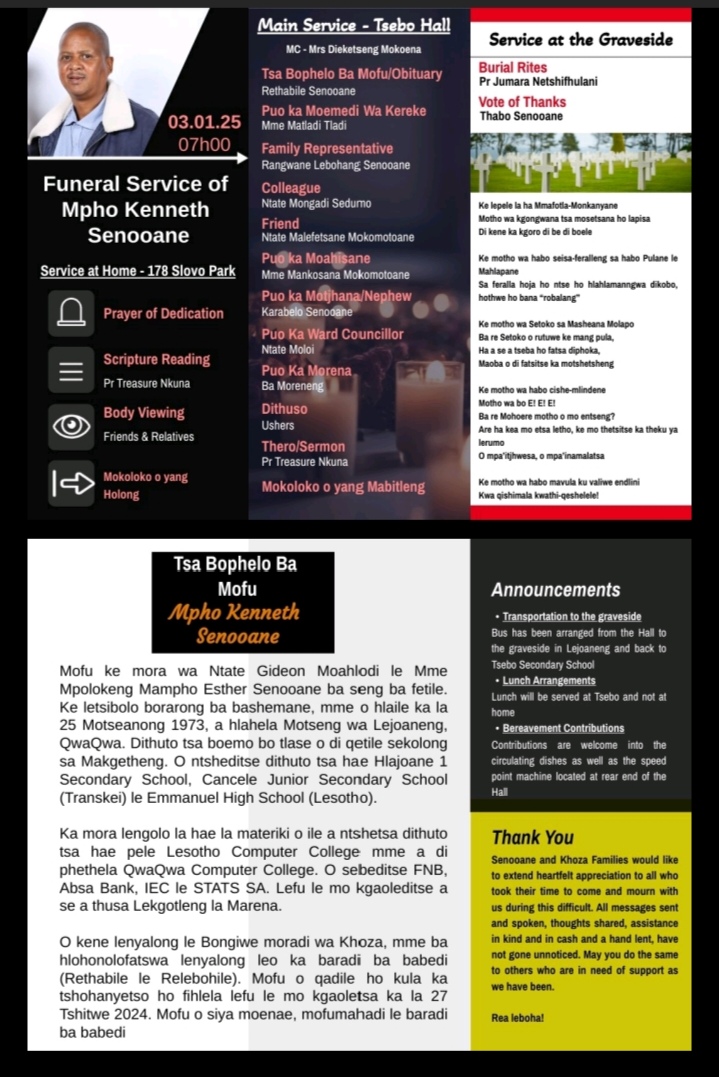 03.01.25
07h00
Funeral Service of
Mpho Kenneth
Senooane
Service at Home - 178 Slovo Park
Prayer of Dedication
Scripture Reading
Pr Treasure Nkuna
Body Viewing
Friends & Relatives
Mokoloko o yang
Holong
Main Service - Tsebo Hall
MC - Mrs Dieketseng Mokoena
Tsa Bophelo Ba Mofu/Obituary
Rethabile Senooane
Puo ka Moemedi Wa Kereke
Mme Matladi Tladi
Family Representative
Rangwane Lebohang Senooane
Colleague
Ntate Mongadi Sedumo
Friend
Ntate Malefetsane Mokomotoane
Puo ka Moahisane
Mme Mankosana Mokomotoane
Puo ka Motjhana/Nephew
Karabelo Senooane
Puo Ka Ward Councillor
Ntate Moloi
Puo Ka Morena
Ba Moreneng
Dithuso
Ushers
Thero/Sermon
Pr Treasure Nkuna
Mokoloko o yang Mabitleng
Service at the Graveside
Burial Rites
Pr Jumara Netshifhulani
Vote of Thanks
Thabo Senooane
Ke lepele la ha Mmafotla-Monkanyane
Motho wa kgongwana tsa mosetsana ho lapisa
Di kene ka kgoro di be di boele
Ke motho wa habo seisa-feralleng sa habo Pulane le
Mahlapane
Sa feralla hoja ho ntse ho hlahlamanngwa dikobo,
hothwe ho bana “robalang”
Ke motho wa Setoko sa Masheana Molapo
Ba re Setoko o rutuwe ke mang pula,
Ha a se a tseba ho fatsa diphoka,
Maoba o di fatsitse ka motshetsheng
Ke motho wa habo cishe-mlindene
Motho wa bo E! E! E!
Ba re Mohoere motho o mo entseng?
Are ha kea mo etsa letho, ke mo thetsitse ka theku ya
lerumo
O mpa’itjhwesa, o mpa’inamalatsa
Ke motho wa habo mavula ku valiwe endlini
Kwa qishimala kwathi-qeshelele!
Tsa Bophelo Ba
Mofu
Mpho Kenneth
Senooane
Mofu ke mora wa Ntate Gideon Moahlodi le Mme
Mpolokeng Mampho Esther Senooane ba seng ba fetile.
Ke letsibolo borarong ba bashemane, mme o hlaile ka la
25 Motseanong 1973, a hlahela Motseng wa Lejoaneng,
QwaQwa. Dithuto tsa boemo bo tlase o di qetile sekolong
sa Makgetheng. O ntsheditse dithuto tsa hae Hlajoane 1
Secondary School, Cancele Junior Secondary School
(Transkei) le Emmanuel High School (Lesotho).
Ka mora lengolo la hae la materiki o ile a ntshetsa dithuto
tsa hae pele Lesotho Computer College mme a di
phethela QwaQwa Computer College. O sebeditse FNB,
Absa Bank, IEC le STATS SA. Lefu le mo kgaoleditse a
se a thusa Lekgotleng la Marena.
O kene lenyalong le Bongiwe moradi wa Khoza, mme ba
hlohonolofatswa lenyalong leo ka baradi ba babedi
(Rethabile le Relebohile). Mofu o qadile ho kula ka
tshohanyetso ho fihlela lefu le mo kgaoletsa ka la 27
Tshitwe 2024. Mofu o siya moenae, mofumahadi le baradi
ba babedi
Announcements
• Transportation to the graveside
Bus has been arranged from the Hall to
the graveside in Lejoaneng and back to
Tsebo Secondary School
• Lunch Arrangements
Lunch will be served at Tsebo and not at
home
• Bereavement Contributions
Contributions are welcome into the
circulating dishes as well as the speed
point machine located at rear end of the
Hall
Thank You
Senooane and Khoza Families would like
to extend heartfelt appreciation to all who
took their time to come and mourn with
us during this difficult. All messages sent
and spoken, thoughts shared, assistance
in kind and in cash and a hand lent, have
not gone unnoticed. May you do the same
to others who are in need of support as
we have been.
Rea leboha!